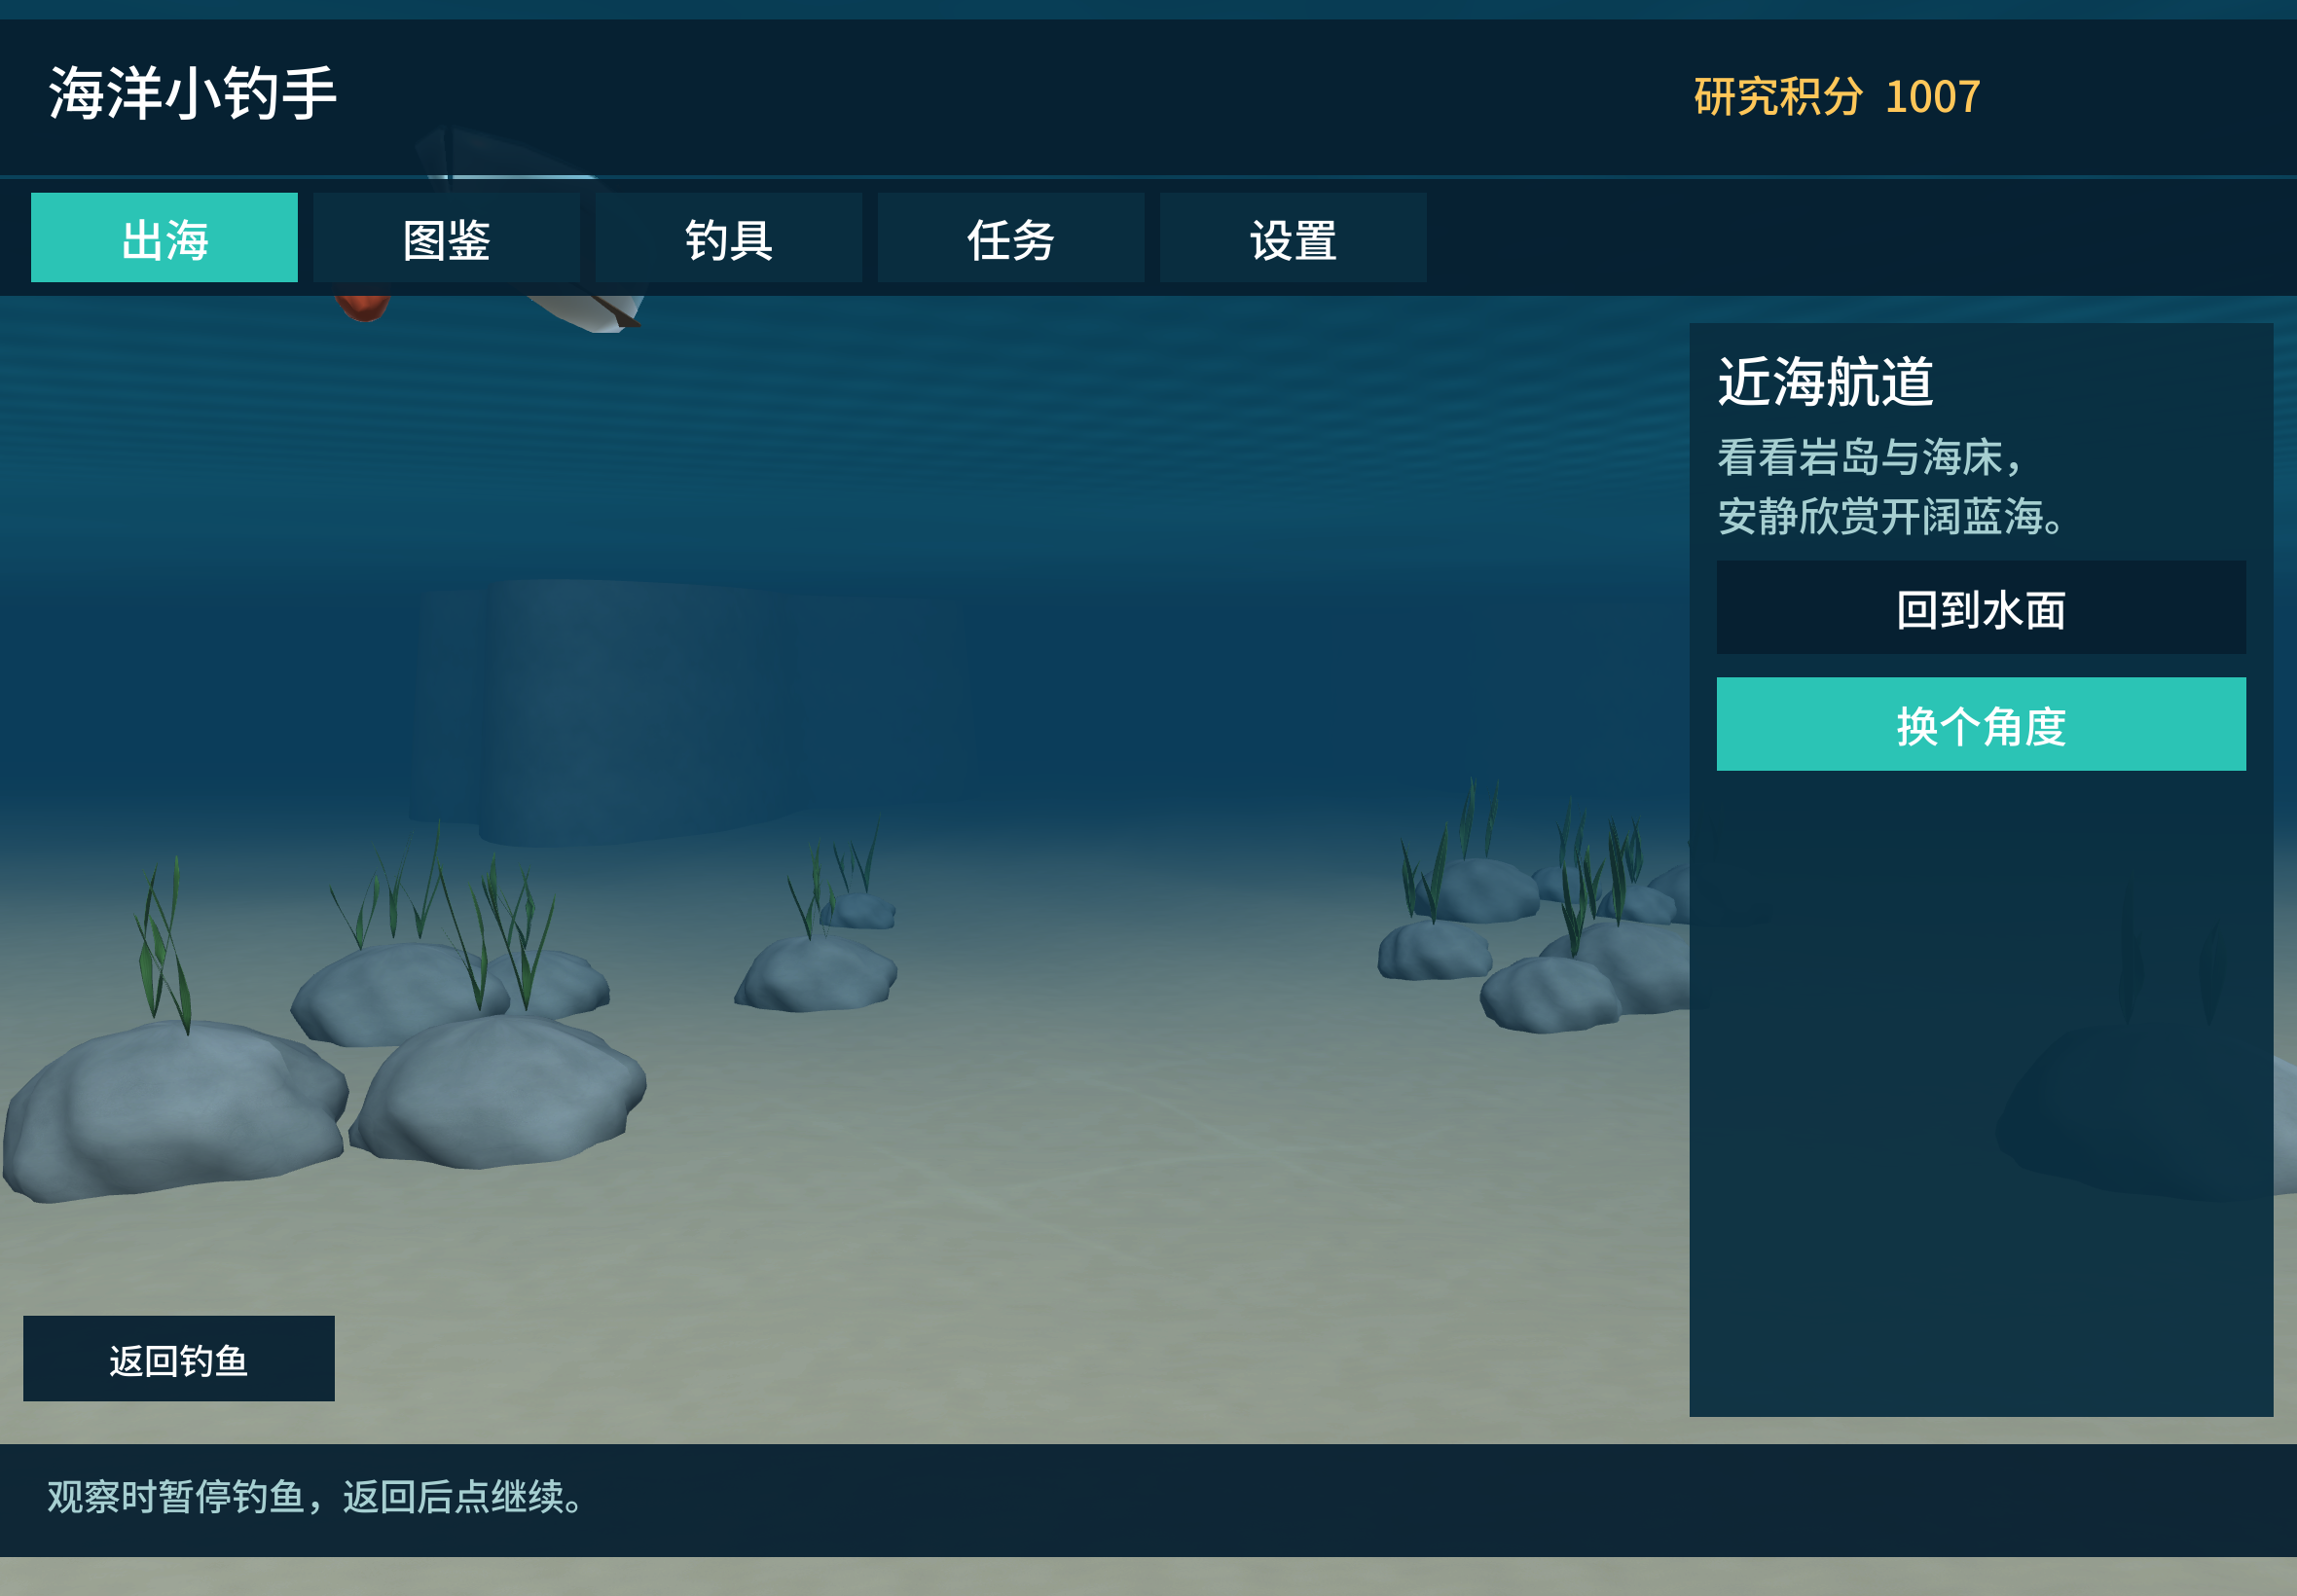 海洋小钓手
研究积分 1007
出海
图鉴
钓具
任务
设置
近海航道
看看岩岛与海床，
安静欣赏开阔蓝海。
回到水面
换个角度
返回钓鱼
观察时暂停钓鱼，返回后点继续。